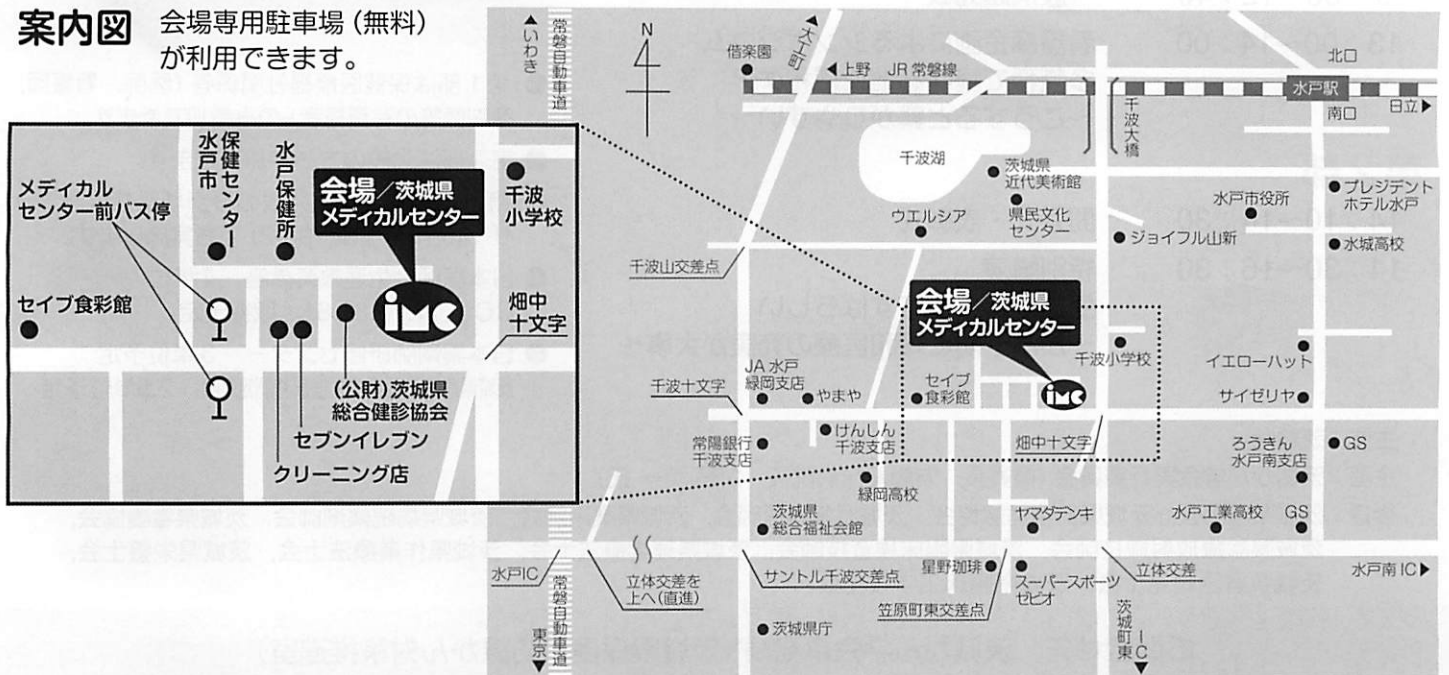 案内図
会場専用駐車場(無料)
が利用できます。
水戸市
保健センター
水戸保健所
メディカル
センター前バス停
会場/茨城県
メディカルセンター
千波
小学校
セイブ食彩館
iMC
畑中
十文字
(公財)茨城県
総合健診協会
セブンイレブン
クリーニング店
▲いわき
常磐自動車道
N
4
偕楽園
▲大工町
◀上野
JR常磐線
北口
水戸駅
南口
日立▶
千波大橋
千波湖
茨城県
近代美術館
県民文化
センター
ウエルシア
ジョイフル山新
水戸市役所
プレジデント
ホテル水戸
水城高校
千波山交差点
会場/茨城県
メディカルセンター
千波小学校
イエローハット
JA水戸
緑岡支店
やまや
セイブ
食彩館
iMC
サイゼリヤ
千波十文字
常陽銀行
千波支店
けんしん
千波支店
畑中十文字
ろうきん
水戸南支店
GS
緑岡高校
茨城県
総合福祉会館
ヤマダデンキ
水戸工業高校
GS
水戸IC
立体交差を
上へ(直進)
サントル千波交差点
星野珈琲
スーパースポーツ
ゼビオ
立体交差
水戸南IC▶
笠原町東交差点
常磐自動車道
東京▼
茨城県庁
茨城町東IC▼